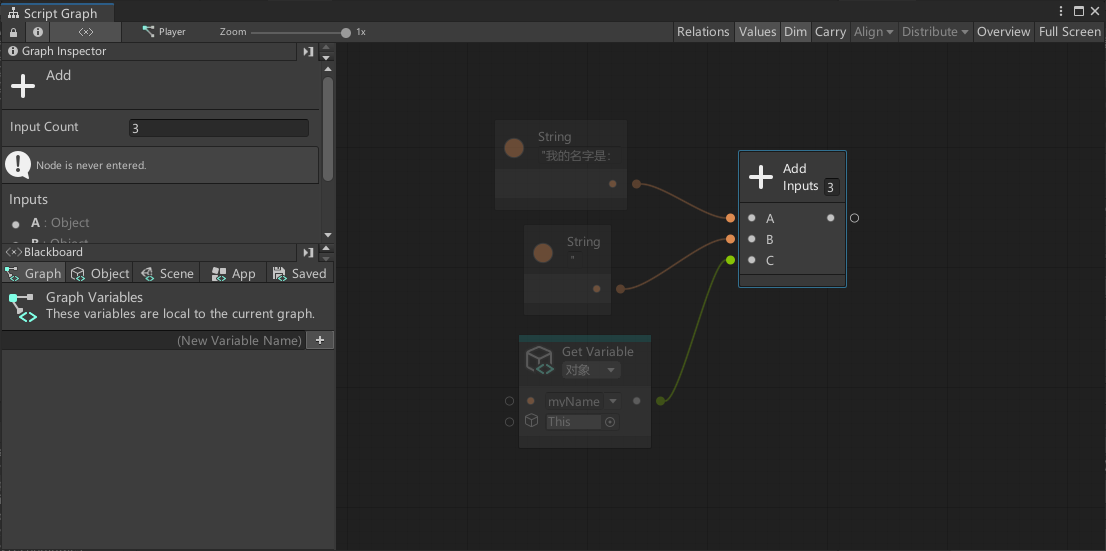 Script Graph
Player
Zoom
1x
Relations
Values
Dim
Carry
Align
Distribute
Overview
Full Screen
Graph Inspector
Add
Input Count
3
Node is never entered.
Inputs
A : Object
B : Object
Blackboard
Graph
Object
Scene
App
Saved
Graph Variables
These variables are local to the current graph.
(New Variable Name)
+
String
"我的名字是:
String
"
Get Variable
对象
myName
This
Add
Inputs 3
A
B
C